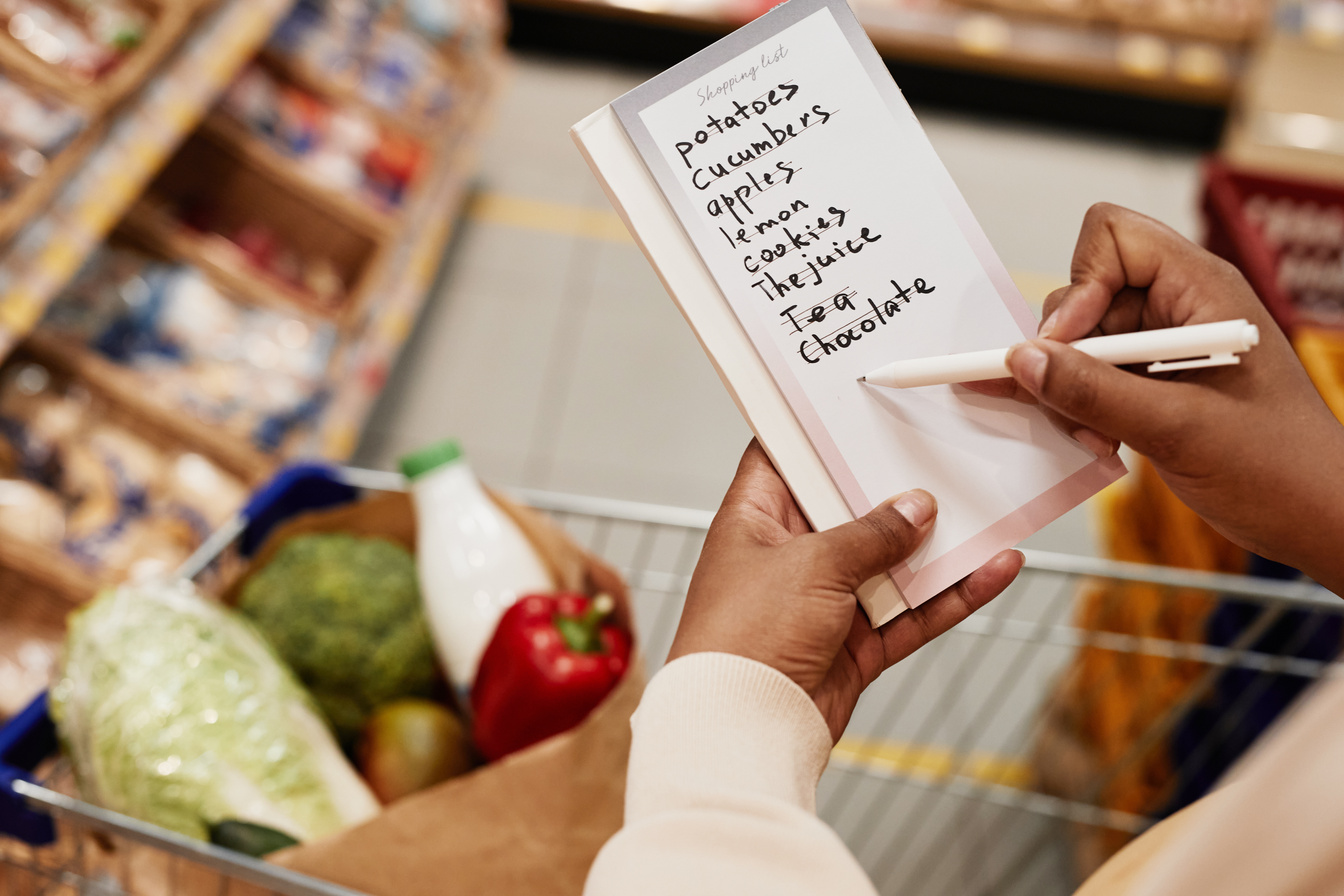 Shopping list
potatoes
Cucumbers
apples
lemon
cookies
The juice
Tea
Chocolate